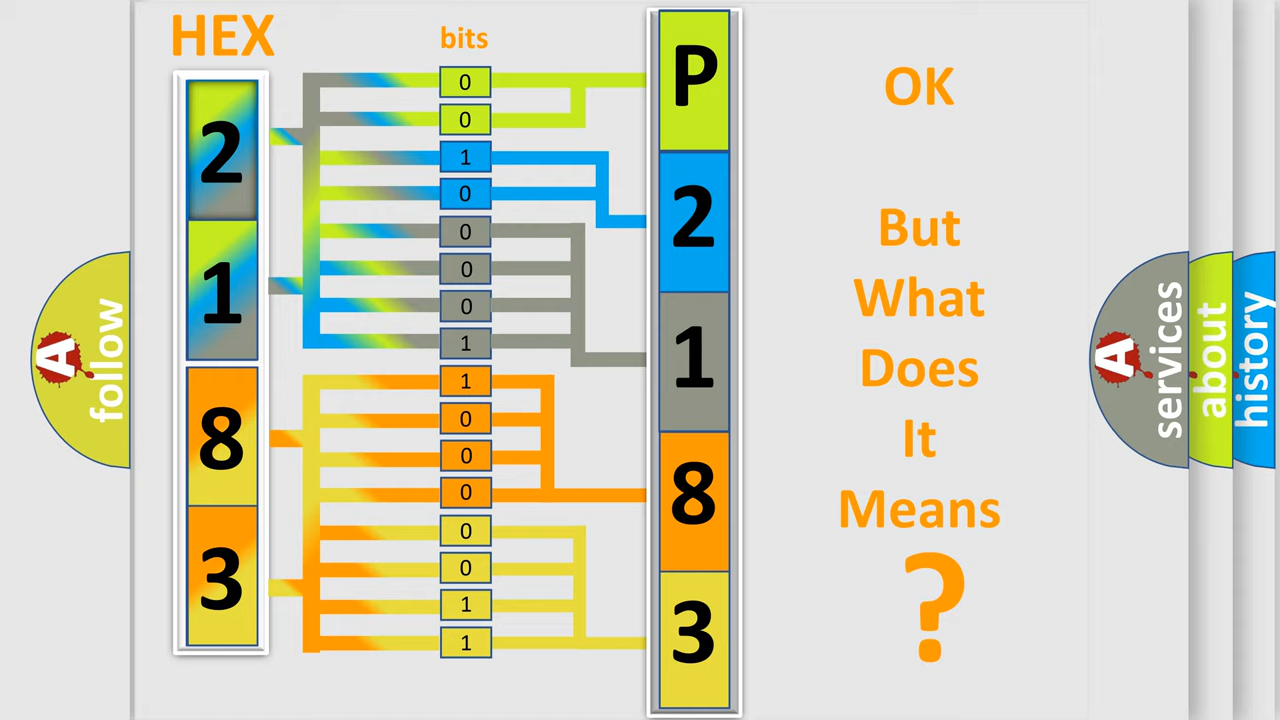 HEX
bits
2
1
8
3
0
0
1
0
0
0
0
1
1
0
0
0
0
0
1
1
P
2
1
8
3
OK
But
What
Does
It
Means
?
A
follow
A
services
about
history